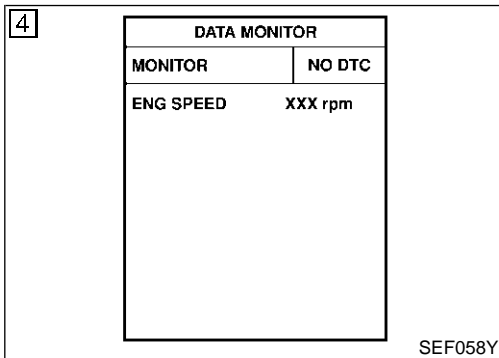 4
DATA MONITOR
MONITOR NO DTC
ENG SPEED XXX rpm
SEF058Y